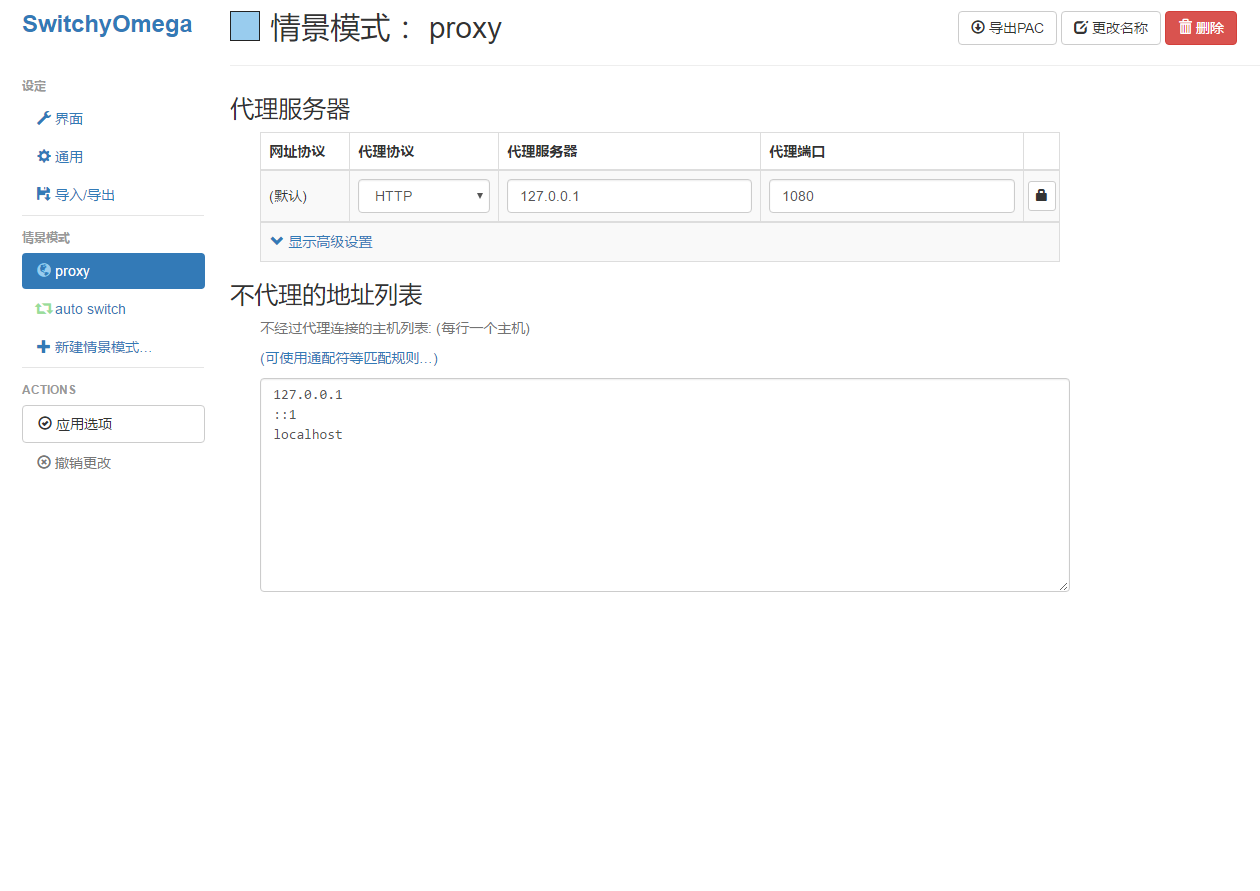 SwitchyOmega
设定
界面
通用
导入/导出
情景模式
proxy
auto switch
新建情景模式…
ACTIONS
应用选项
撤销更改
情景模式： proxy
导出PAC
更改名称
删除
代理服务器
网址协议 代理协议 代理服务器 代理端口
(默认) HTTP 127.0.0.1 1080
显示高级设置
不代理的地址列表
不经过代理连接的主机列表: (每行一个主机)
(可使用通配符等匹配规则…)
127.0.0.1
::1
localhost